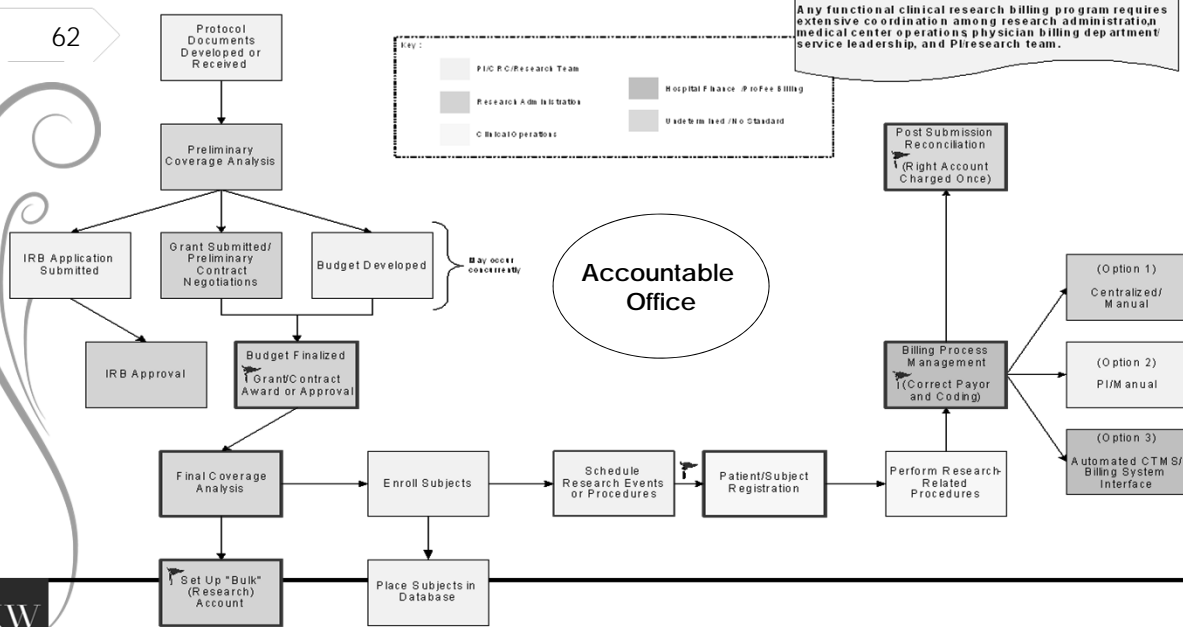 62
Any functional clinical research billing program requires
extensive coordination among research administration,
medical center operations, physician billing department/
service leadership, and PI/research team.
Protocol
Documents
Developed or
Received
Key:
PI/CRC/Research Team
Research Administration
Clinical Operations
Hospital Finance /ProFee Billing
Undetermined /No Standard
Preliminary
Coverage Analysis
Post Submission
Reconciliation
(Right Account
Charged Once)
IRB Application
Submitted
Grant Submitted/
Preliminary
Contract
Negotiations
Budget Developed
May occur
concurrently
Accountable
Office
(Option 1)
Centralized/
Manual
IRB Approval
Budget Finalized
Grant/Contract
Award or Approval
Billing Process
Management
(Correct Payor
and Coding)
(Option 2)
PI/Manual
(Option 3)
Automated CTMS/
Billing System
Interface
Final Coverage
Analysis
Enroll Subjects
Schedule
Research Events
or Procedures
Patient/Subject
Registration
Perform Research-
Related
Procedures
Set Up "Bulk"
(Research)
Account
Place Subjects in
Database
W